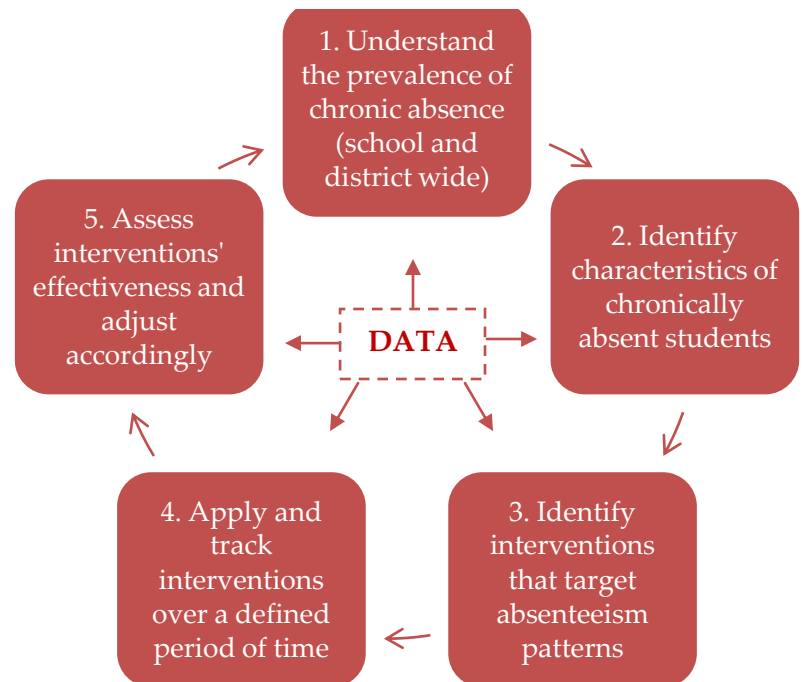 1. Understand
the prevalence of
chronic absence
(school and
district wide)
2. Identify
characteristics of
chronically
absent students
3. Identify
interventions
that target
absenteeism
patterns
4. Apply and
track
interventions
over a defined
period of time
5. Assess
interventions'
effectiveness and
adjust
accordingly
DATA